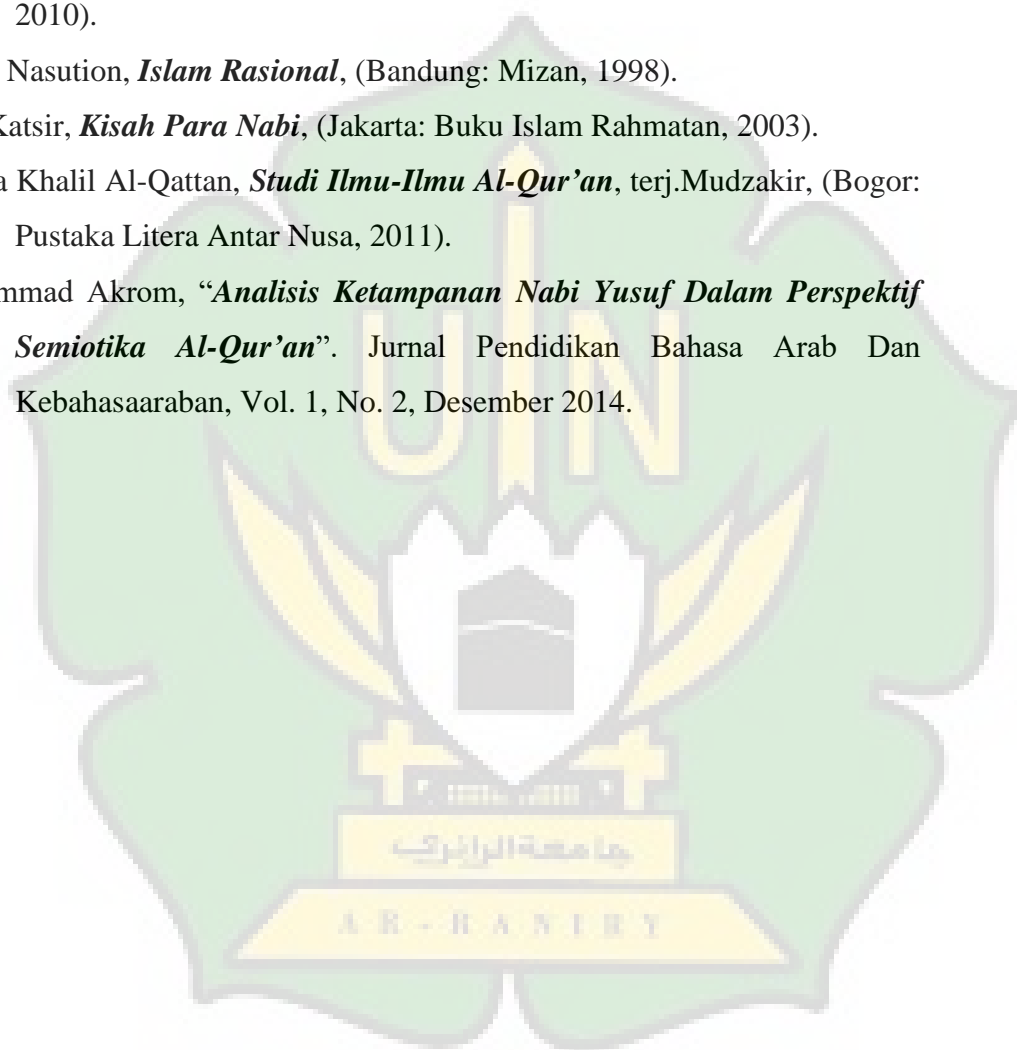 2010).
Nasution, Islam Rasional, (Bandung: Mizan, 1998).
Katsir, Kisah Para Nabi, (Jakarta: Buku Islam Rahmatan, 2003).
a Khalil Al-Qattan, Studi Ilmu-Ilmu Al-Qur’an, terj.Mudzakir, (Bogor:
Pustaka Litera Antar Nusa, 2011).
mmad Akrom, “Analisis Ketampanan Nabi Yusuf Dalam Perspektif
Semiotika Al-Qur’an”. Jurnal Pendidikan Bahasa Arab Dan
Kebahasaaraban, Vol. 1, No. 2, Desember 2014.
UIN
جامعة الرانري
AR-RANIRY